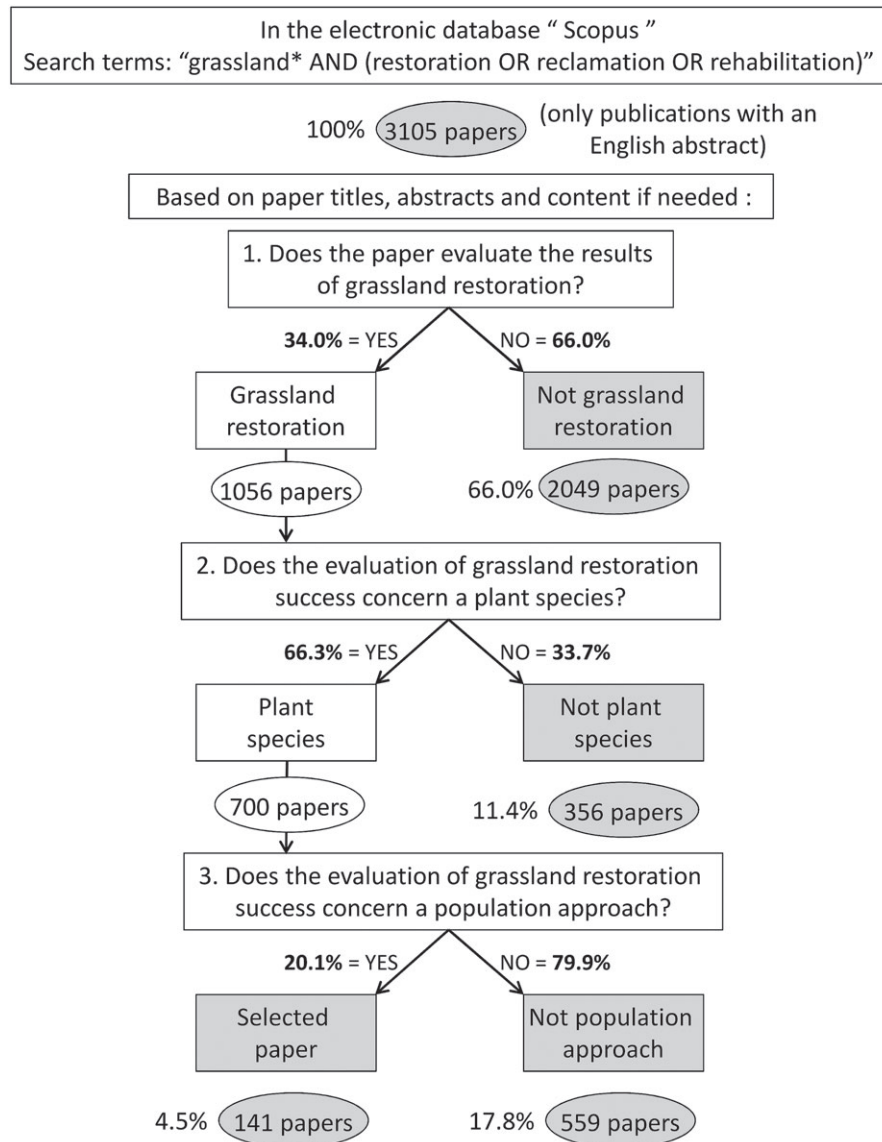 In the electronic database “ Scopus ”
Search terms: “grassland* AND (restoration OR reclamation OR rehabilitation)”
100% 3105 papers (only publications with an
English abstract)
Based on paper titles, abstracts and content if needed :
1. Does the paper evaluate the results
of grassland restoration?
34.0% = YES NO = 66.0%
Grassland
restoration
Not grassland
restoration
1056 papers
66.0% 2049 papers
2. Does the evaluation of grassland restoration
success concern a plant species?
66.3% = YES NO = 33.7%
Plant
species
Not plant
species
700 papers
11.4% 356 papers
3. Does the evaluation of grassland restoration
success concern a population approach?
20.1% = YES NO = 79.9%
Selected
paper
Not population
approach
4.5% 141 papers
17.8% 559 papers